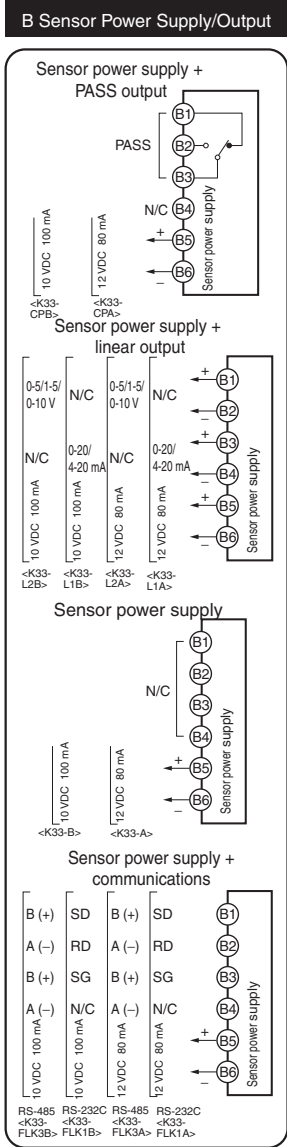 B Sensor Power Supply/Output
Sensor power supply +
PASS output
B1
PASS
B2
B3
N/C
B4
+
B5
−
B6
Sensor power supply
10 VDC 100 mA
12 VDC 80 mA
<K33-
CPB>
<K33-
CPA>
Sensor power supply +
linear output
0-5/1-5/
0-10 V
N/C
0-5/1-5/
0-10 V
N/C
+
B1
−
B2
N/C
0-20/
4-20 mA
N/C
0-20/
4-20 mA
+
B3
−
B4
10 VDC 100 mA
10 VDC 100 mA
12 VDC 80 mA
12 VDC 80 mA
+
B5
−
B6
Sensor power supply
<K33-
L2B>
<K33-
L1B>
<K33-
L2A>
<K33-
L1A>
Sensor power supply
N/C
B1
B2
B3
B4
+
B5
−
B6
Sensor power supply
10 VDC 100 mA
12 VDC 80 mA
<K33-B>
<K33-A>
Sensor power supply +
communications
B (+) SD B (+) SD B1
A (−) RD A (−) RD B2
B (+) SG B (+) SG B3
A (−) N/C A (−) N/C B4
10 VDC 100 mA
10 VDC 100 mA
12 VDC 80 mA
12 VDC 80 mA
+
B5
−
B6
Sensor power supply
RS-485
<K33-
FLK3B>
RS-232C
<K33-
FLK1B>
RS-485
<K33-
FLK3A>
RS-232C
<K33-
FLK1A>